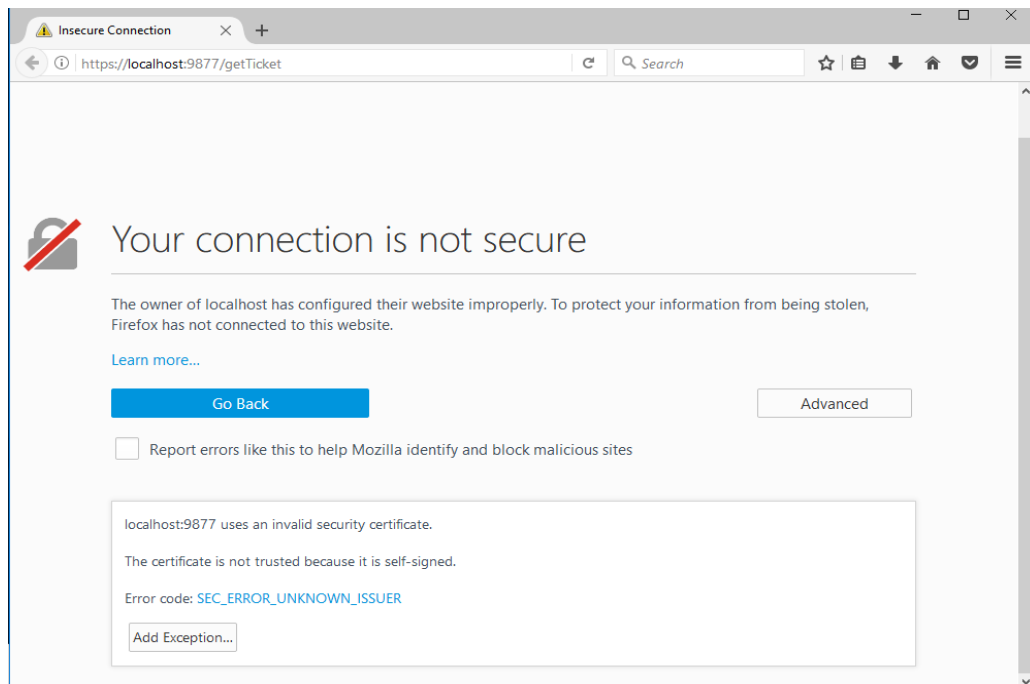 Insecure Connection
https://localhost:9877/getTicket
Search
Your connection is not secure
The owner of localhost has configured their website improperly. To protect your information from being stolen,
Firefox has not connected to this website.
Learn more...
Go Back
Advanced
Report errors like this to help Mozilla identify and block malicious sites
localhost:9877 uses an invalid security certificate.
The certificate is not trusted because it is self-signed.
Error code: SEC_ERROR_UNKNOWN_ISSUER
Add Exception...